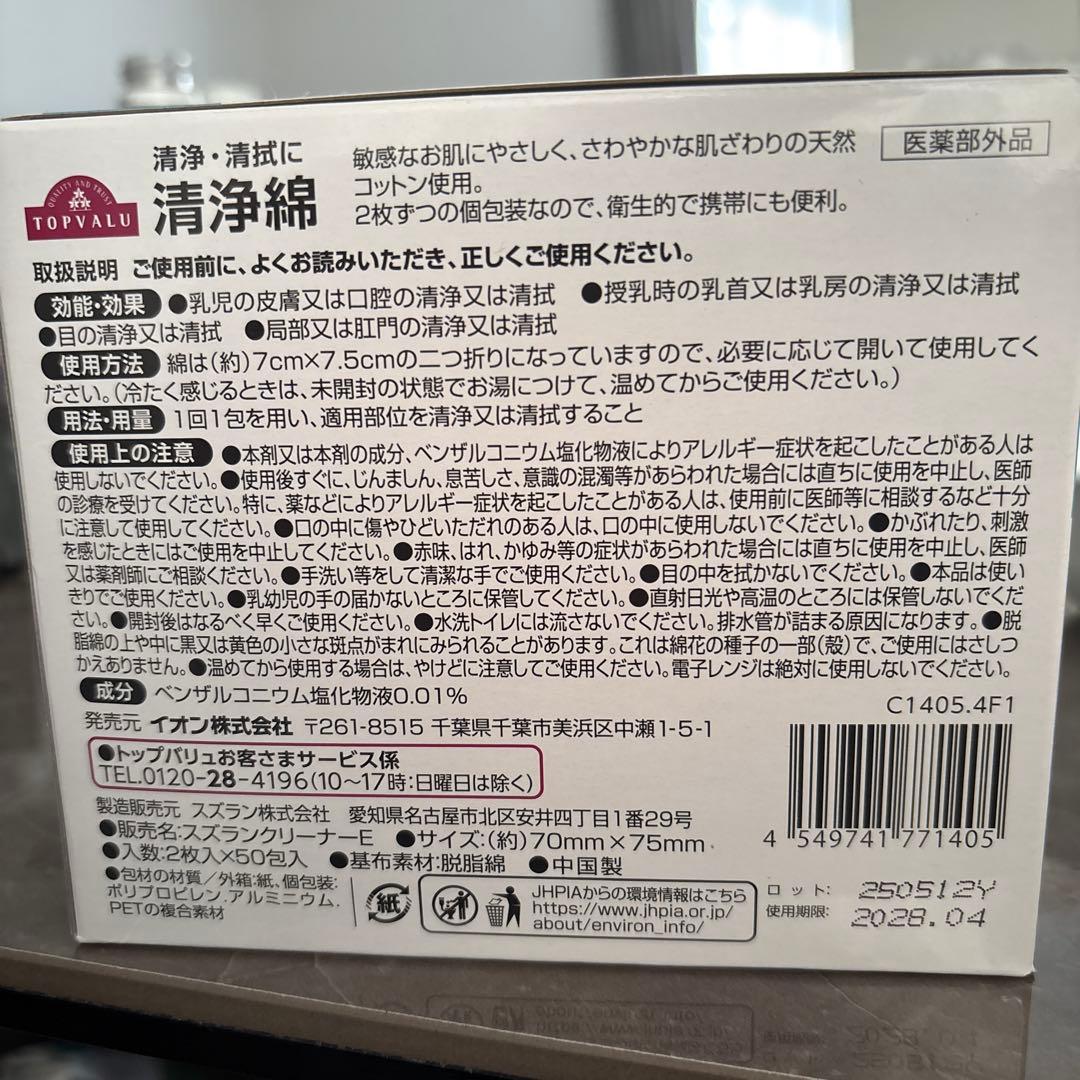 清浄・清拭に
清浄綿
QUALITY AND TRUST
TOPVALU
敏感なお肌にやさしく、さわやかな肌ざわりの天然
コットン使用。
2枚ずつの個包装なので、衛生的で携帯にも便利。
医薬部外品
取扱説明 ご使用前に、よくお読みいただき、正しくご使用ください。
効能・効果 ●乳児の皮膚又は口腔の清浄又は清拭 ●授乳時の乳首又は乳房の清浄又は清拭
●目の清浄又は清拭 ●局部又は肛門の清浄又は清拭
使用方法 綿は(約)7cm×7.5cmの二つ折りになっていますので、必要に応じて開いて使用してく
ださい。(冷たく感じるときは、未開封の状態でお湯につけて、温めてからご使用ください。)
用法・用量 1回1包を用い、適用部位を清浄又は清拭すること
使用上の注意 ●本剤又は本剤の成分、ベンザルコニウム塩化物液によりアレルギー症状を起こしたことがある人は
使用しないでください。●使用後すぐに、じんましん、息苦しさ、意識の混濁等があらわれた場合には直ちに使用を中止し、医師
の診療を受けてください。特に、薬などによりアレルギー症状を起こしたことがある人は、使用前に医師等に相談するなど十分
に注意して使用してください。●口の中に傷やひどいただれのある人は、口の中に使用しないでください。●かぶれたり、刺激
を感じたときにはご使用を中止してください。●赤味、はれ、かゆみ等の症状があらわれた場合には直ちに使用を中止し、医師
又は薬剤師にご相談ください。●手洗い等をして清潔な手でご使用ください。●目の中を拭かないでください。●本品は使い
きりでご使用ください。●乳幼児の手の届かないところに保管してください。●直射日光や高温のところには保管しないでくだ
さい。●開封後はなるべく早くご使用ください。●水洗トイレには流さないでください。排水管が詰まる原因になります。●脱
脂綿の上や中に黒又は黄色の小さな斑点がまれにみられることがあります。これは綿花の種子の一部(殻)で、ご使用にはさしつ
かえありません。●温めてから使用する場合は、やけどに注意してご使用ください。電子レンジは絶対に使用しないでください。
成分 ベンザルコニウム塩化物液0.01%
C1405.4F1
発売元 イオン株式会社 〒261-8515 千葉県千葉市美浜区中瀬1-5-1
●トップバリュお客さまサービス係
TEL.0120-28-4196(10～17時:日曜日は除く)
製造販売元 スズラン株式会社 愛知県名古屋市北区安井四丁目1番29号
●販売名:スズランクリーナーE ●サイズ:(約)70mm×75mm
●入数:2枚入×50包入 ●基布素材:脱脂綿 ●中国製
4 549741 771405
●包材の材質/外箱:紙、個包装:
ポリプロピレン、アルミニウム、
PETの複合素材
紙
JHPIAからの環境情報はこちら
https://www.jhpia.or.jp/
about/environ_info/
ロット: 250512Y
使用期限: 2028.04